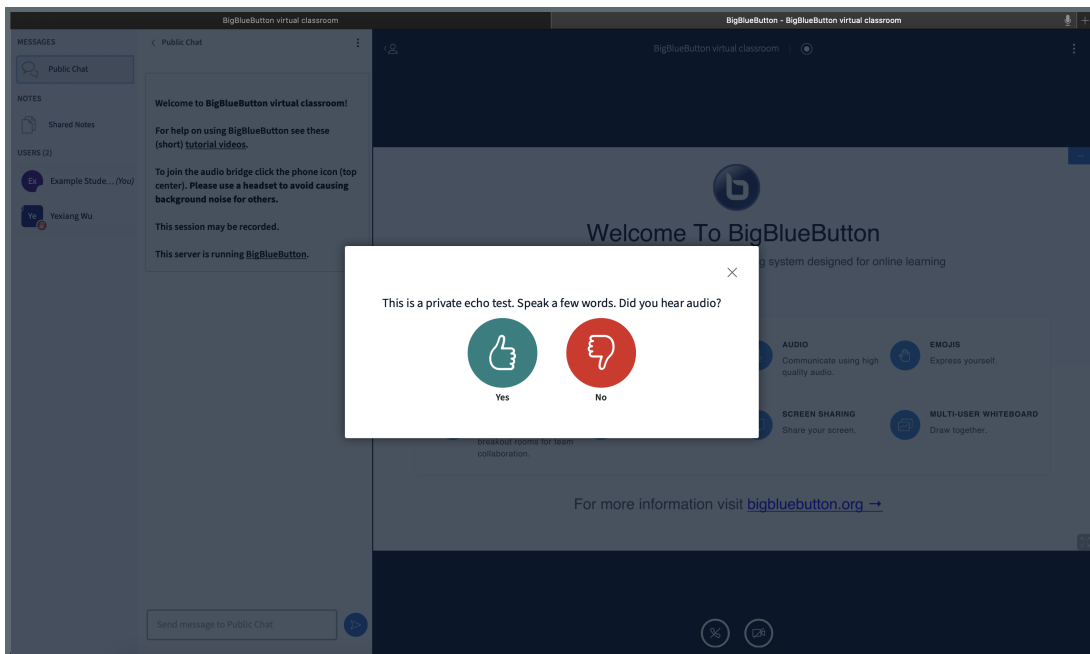 BigBlueButton virtual classroom
BigBlueButton - BigBlueButton virtual classroom
MESSAGES
Public Chat
NOTES
Shared Notes
USERS (2)
Ex
Example Stude... (You)
Ye
Yexiang Wu
Public Chat
Welcome to BigBlueButton virtual classroom!
For help on using BigBlueButton see these
(short) tutorial videos.
To join the audio bridge click the phone icon (top
center). Please use a headset to avoid causing
background noise for others.
This session may be recorded.
This server is running BigBlueButton.
Send message to Public Chat
BigBlueButton virtual classroom
b
Welcome To BigBlueButton
g system designed for online learning
This is a private echo test. Speak a few words. Did you hear audio?
Yes
No
AUDIO
Communicate using high
quality audio.
EMOJIS
Express yourself.
SCREEN SHARING
Share your screen.
MULTI-USER WHITEBOARD
Draw together.
breakout rooms for team
collaboration.
For more information visit bigbluebutton.org →